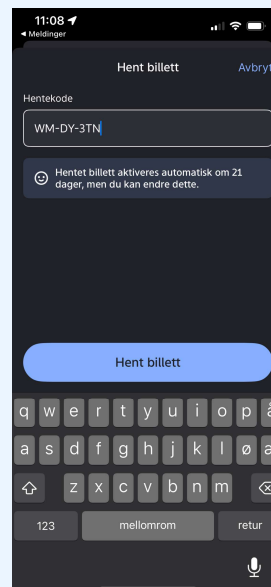 11:08
◀ Meldinger
Hent billett
Avbryt
Hentekode
WM-DY-3TN
Hentet billett aktiveres automatisk om 21
dager, men du kan endre dette.
Hent billett
q w e r t y u i o p å
a s d f g h j k l ø æ
z x c v b n m
123 mellomrom retur